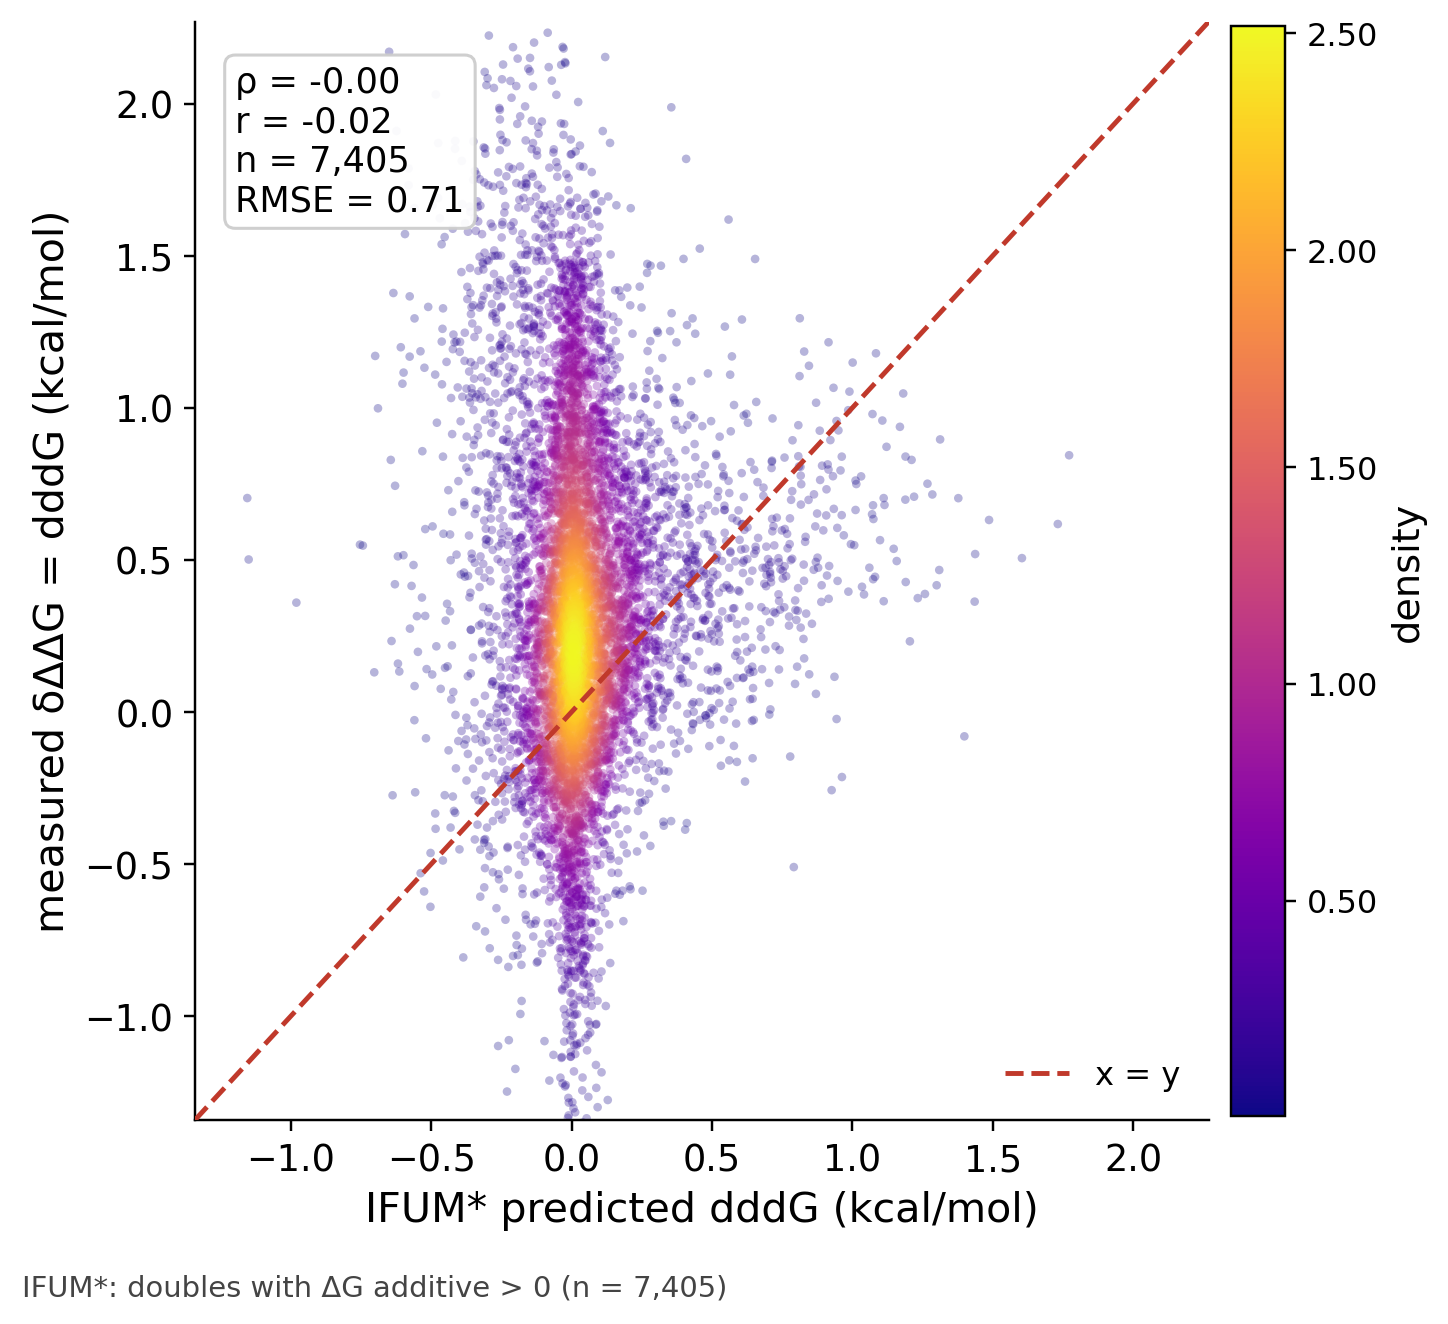 ρ = -0.00
r = -0.02
n = 7,405
RMSE = 0.71
measured δΔΔG = dddG (kcal/mol)
2.0
1.5
1.0
0.5
0.0
−0.5
−1.0
−1.0
−0.5
0.0
0.5
1.0
1.5
2.0
IFUM* predicted dddG (kcal/mol)
x = y
2.50
2.00
1.50
1.00
0.50
density
IFUM*: doubles with ΔG additive > 0 (n = 7,405)